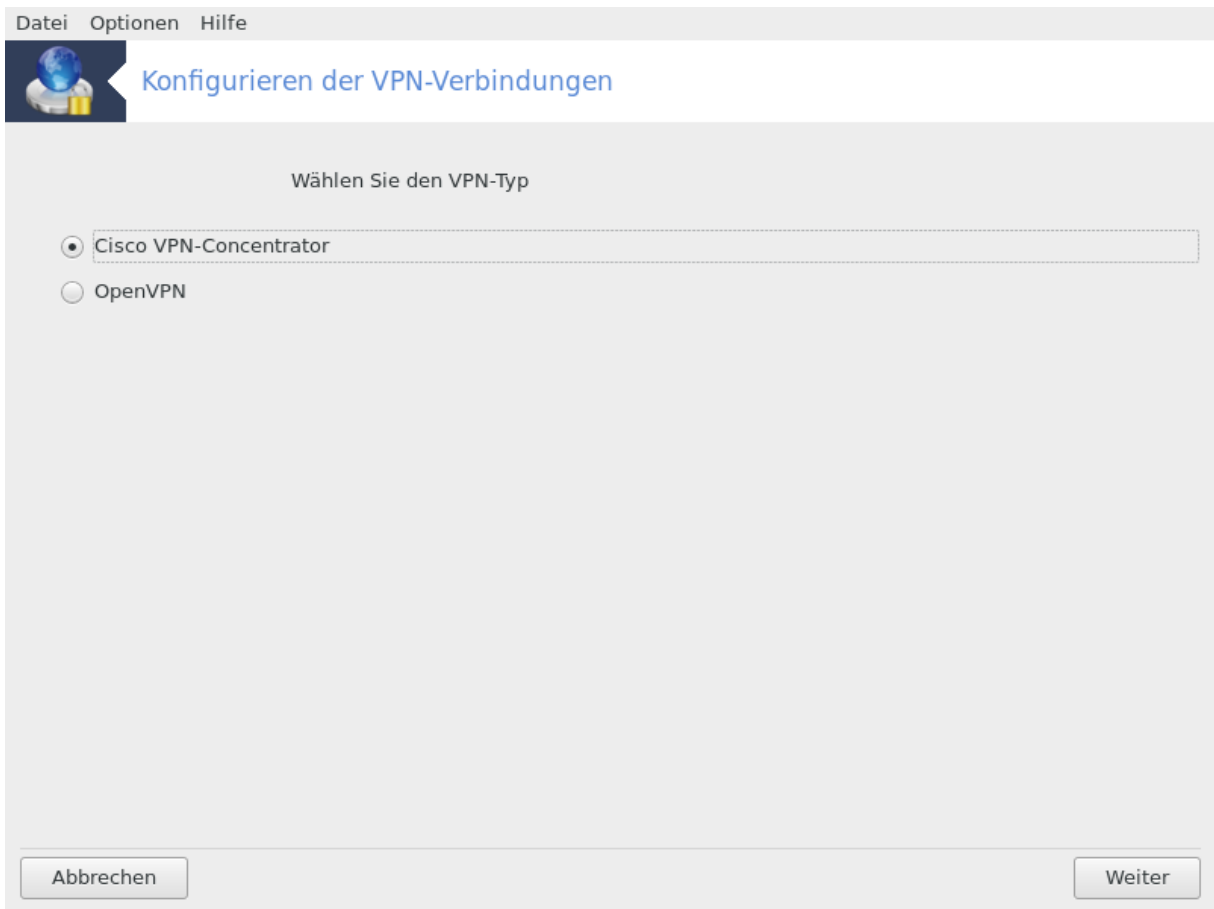 Datei Optionen Hilfe
Konfigurieren der VPN-Verbindungen
Wählen Sie den VPN-Typ
Cisco VPN-Concentrator
OpenVPN
Abbrechen Weiter